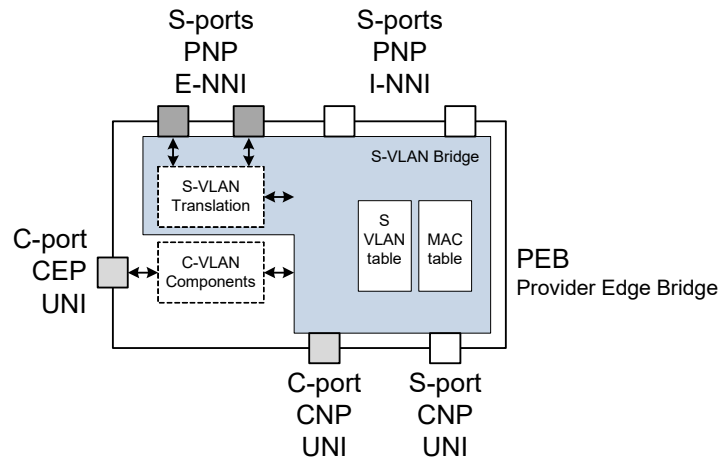 S-ports
PNP
E-NNI
S-ports
PNP
I-NNI
S-VLAN Bridge
S-VLAN
Translation
S
VLAN
table
MAC
table
C-port
CEP
UNI
C-VLAN
Components
PEB
Provider Edge Bridge
C-port
CNP
UNI
S-port
CNP
UNI